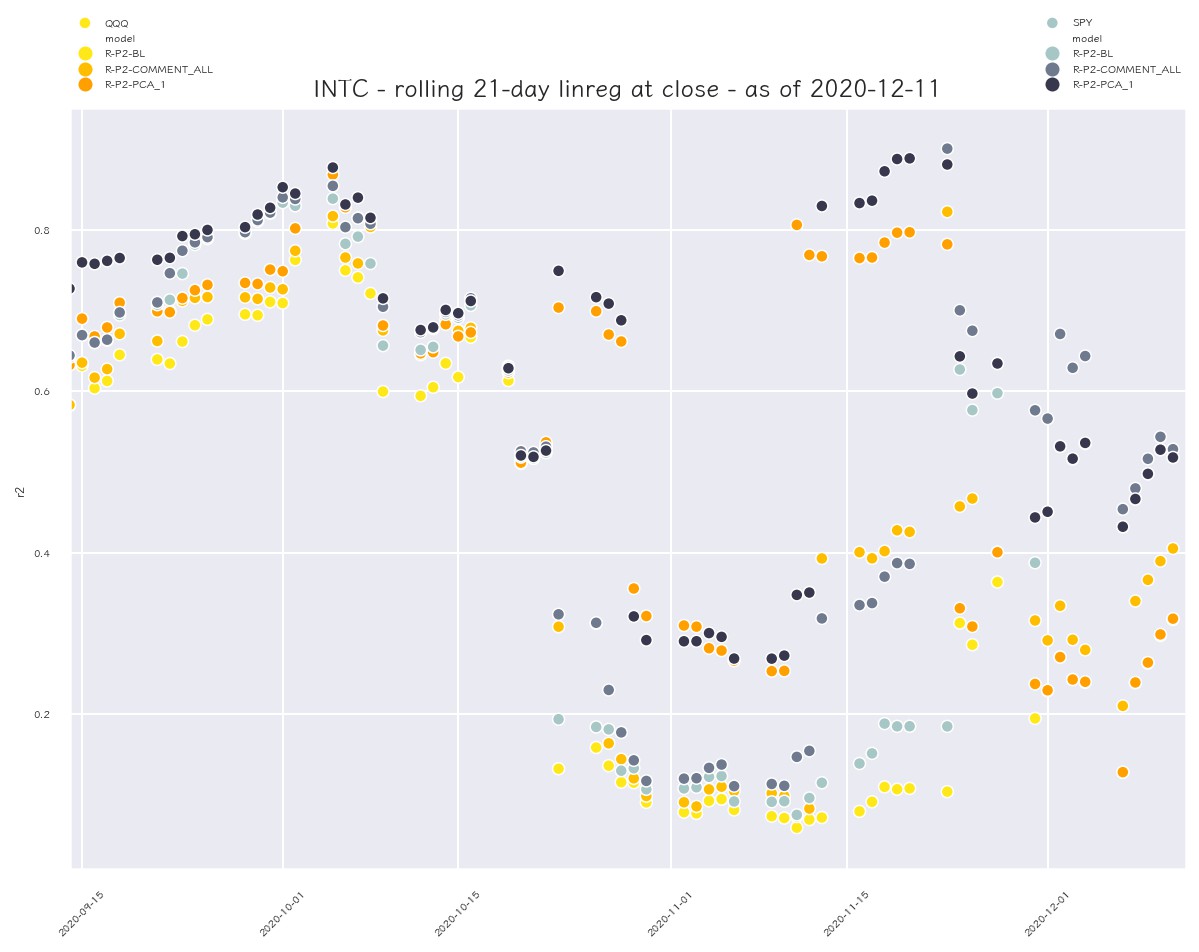 QQQ
model
R-P2-BL
R-P2-COMMENT_ALL
R-P2-PCA_1
SPY
model
R-P2-BL
R-P2-COMMENT_ALL
R-P2-PCA_1
INTC - rolling 21-day linreg at close - as of 2020-12-11
0.8
0.6
r2
0.4
0.2
2020-09-15
2020-10-01
2020-10-15
2020-11-01
2020-11-15
2020-12-01